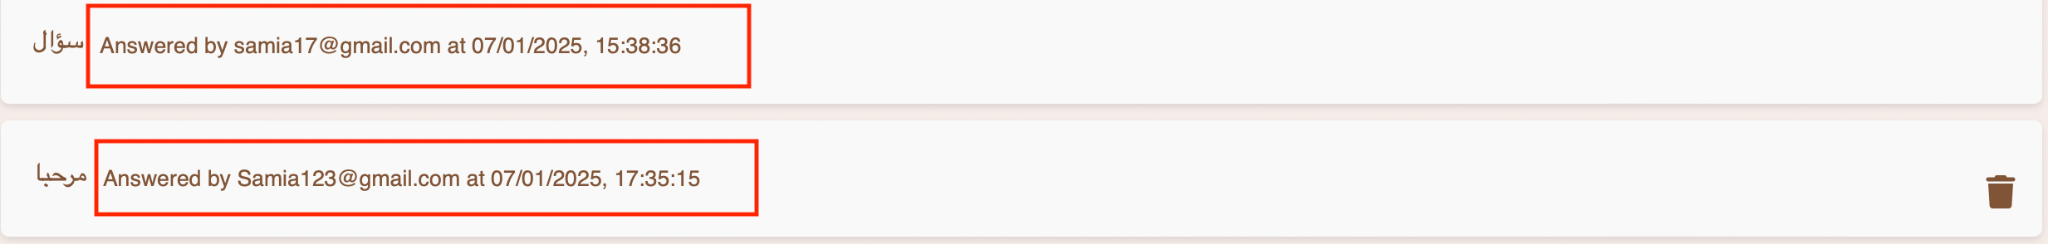 سؤال Answered by samia17@gmail.com at 07/01/2025, 15:38:36
مرحبا Answered by Samia123@gmail.com at 07/01/2025, 17:35:15